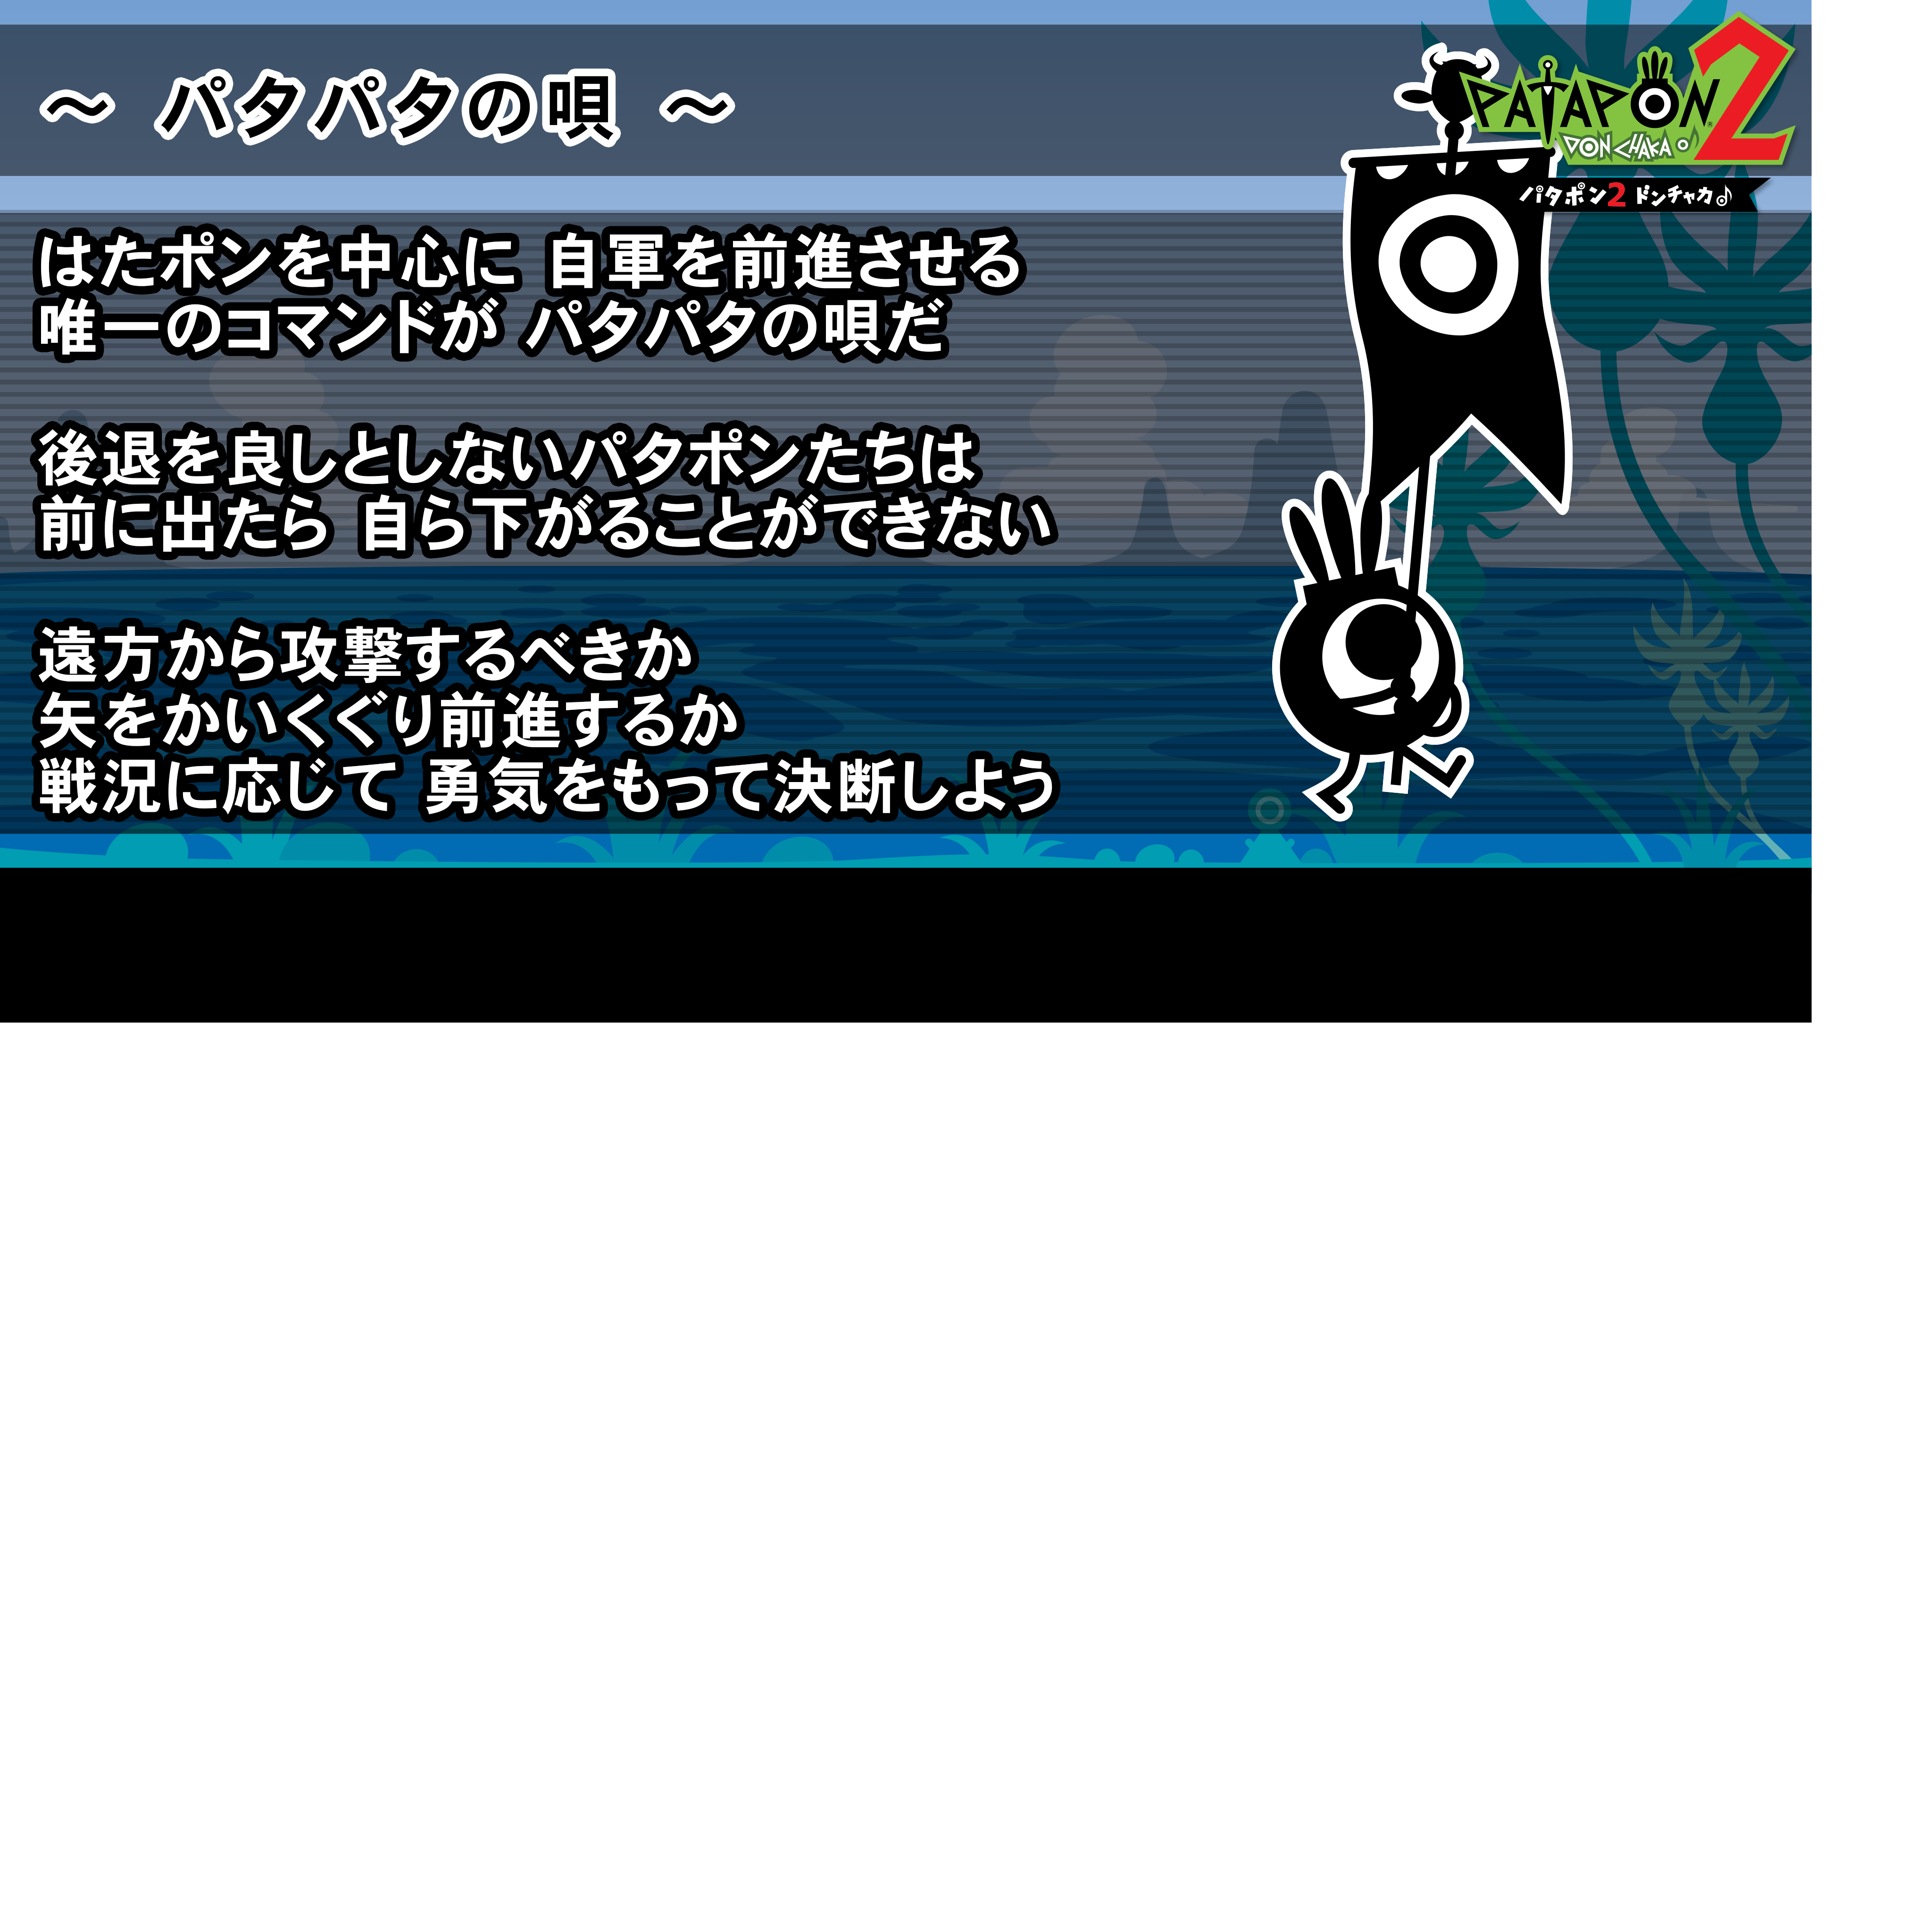 ～ パタパタの唄 ～
PATAPON 2
DON CHAKA♪
パタポン2 ドンチャカ♪
はたポンを中心に 自軍を前進させる
唯一のコマンドが パタパタの唄だ
後退を良しとしないパタポンたちは
前に出たら 自ら下がることができない
遠方から攻撃するべきか
矢をかいくぐり前進するか
戦況に応じて 勇気をもって決断しよう